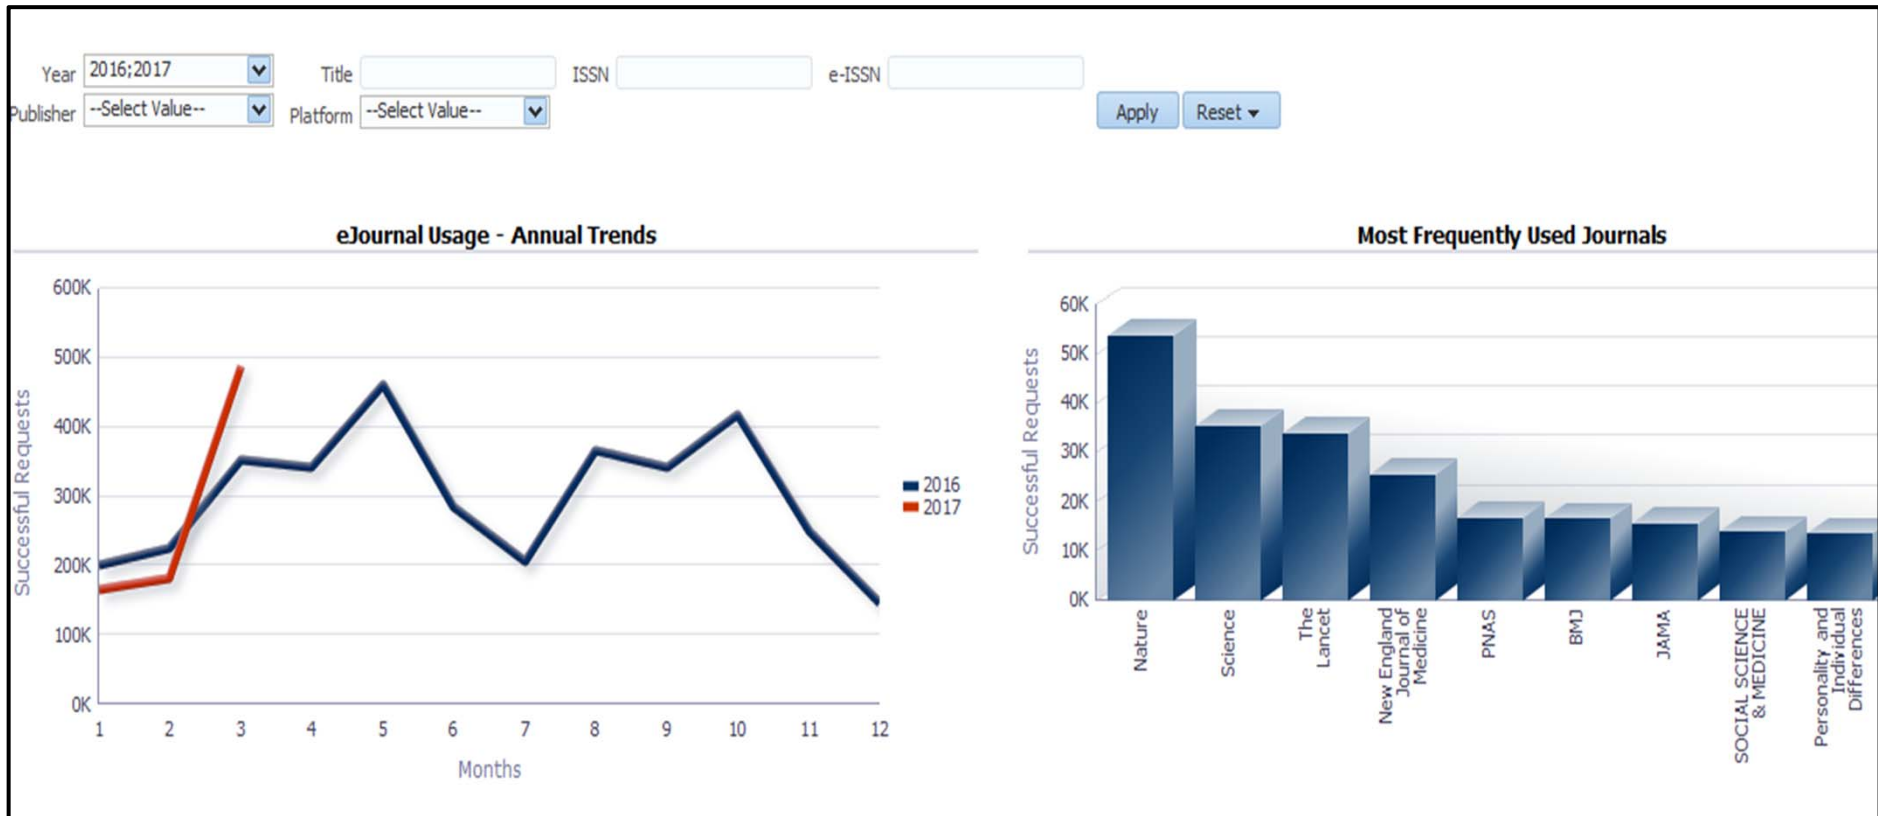 Year 2016;2017 Title ISSN e-ISSN
Publisher --Select Value-- Platform --Select Value-- Apply Reset
eJournal Usage - Annual Trends
600K
500K
400K
300K
200K
100K
0K
Successful Requests
1 2 3 4 5 6 7 8 9 10 11 12
Months
2016
2017
Most Frequently Used Journals
60K
50K
40K
30K
20K
10K
0K
Successful Requests
Nature
Science
The
Lancet
New England
Journal of
Medicine
PNAS
BMJ
JAMA
SOCIAL SCIENCE
& MEDICINE
Personality and
Individual
Differences